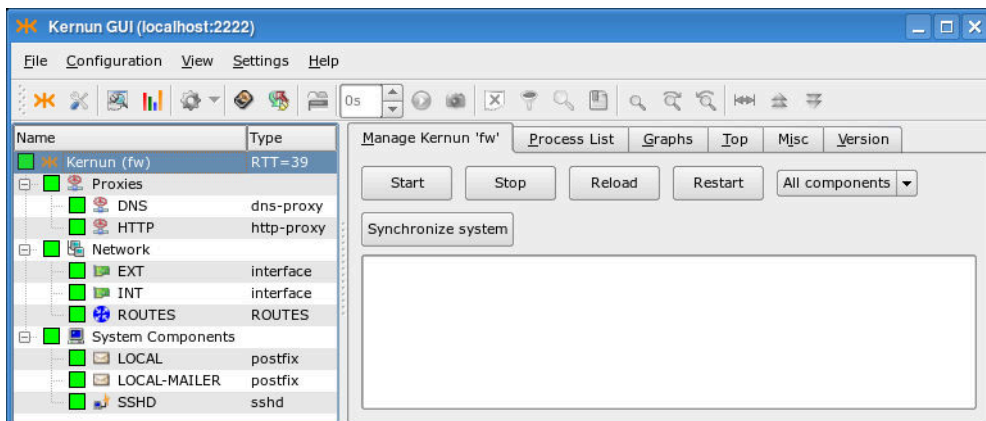 Kernun GUI (localhost:2222)
File Configuration View Settings Help
0s
Name Type
Kernun (fw) RTT=39
Proxies
DNS dns-proxy
HTTP http-proxy
Network
EXT interface
INT interface
ROUTES ROUTES
System Components
LOCAL postfix
LOCAL-MAILER postfix
SSHD sshd
Manage Kernun 'fw' Process List Graphs Top Misc Version
Start Stop Reload Restart All components
Synchronize system